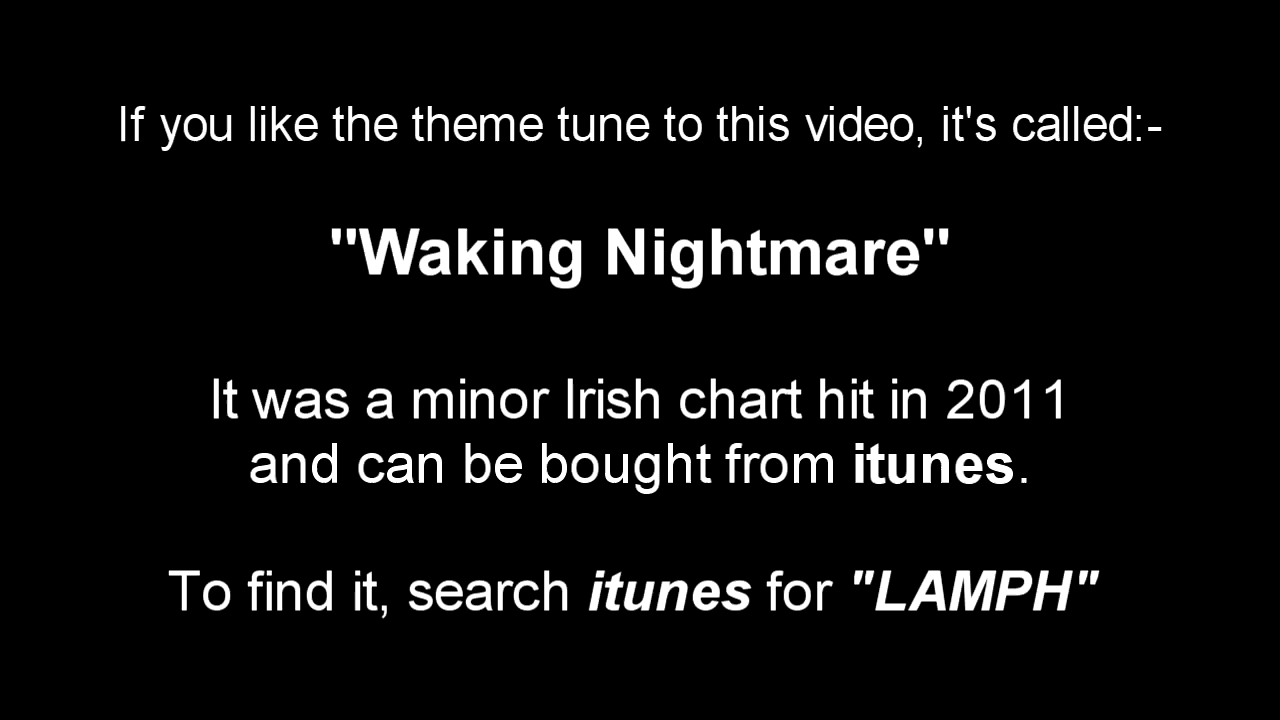 If you like the theme tune to this video, it's called:-
"Waking Nightmare"
It was a minor Irish chart hit in 2011
and can be bought from itunes.
To find it, search itunes for "LAMPH"